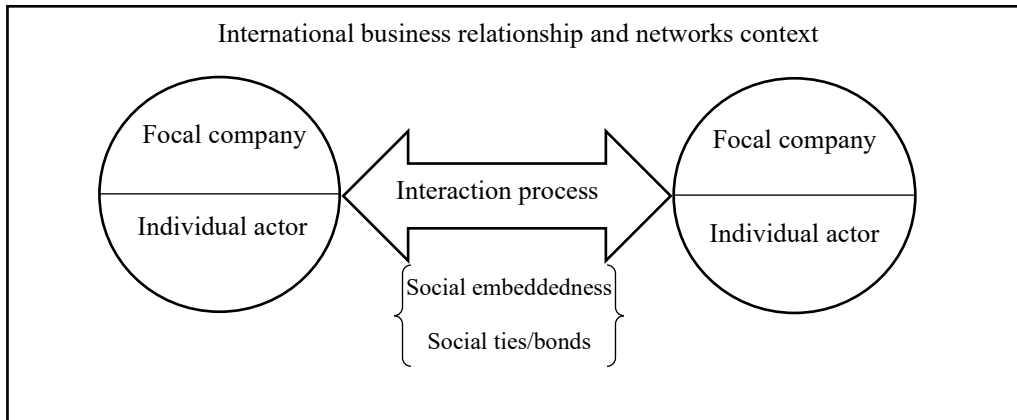 International business relationship and networks context
Focal company
Individual actor
Interaction process
Social embeddedness
Social ties/bonds
Focal company
Individual actor